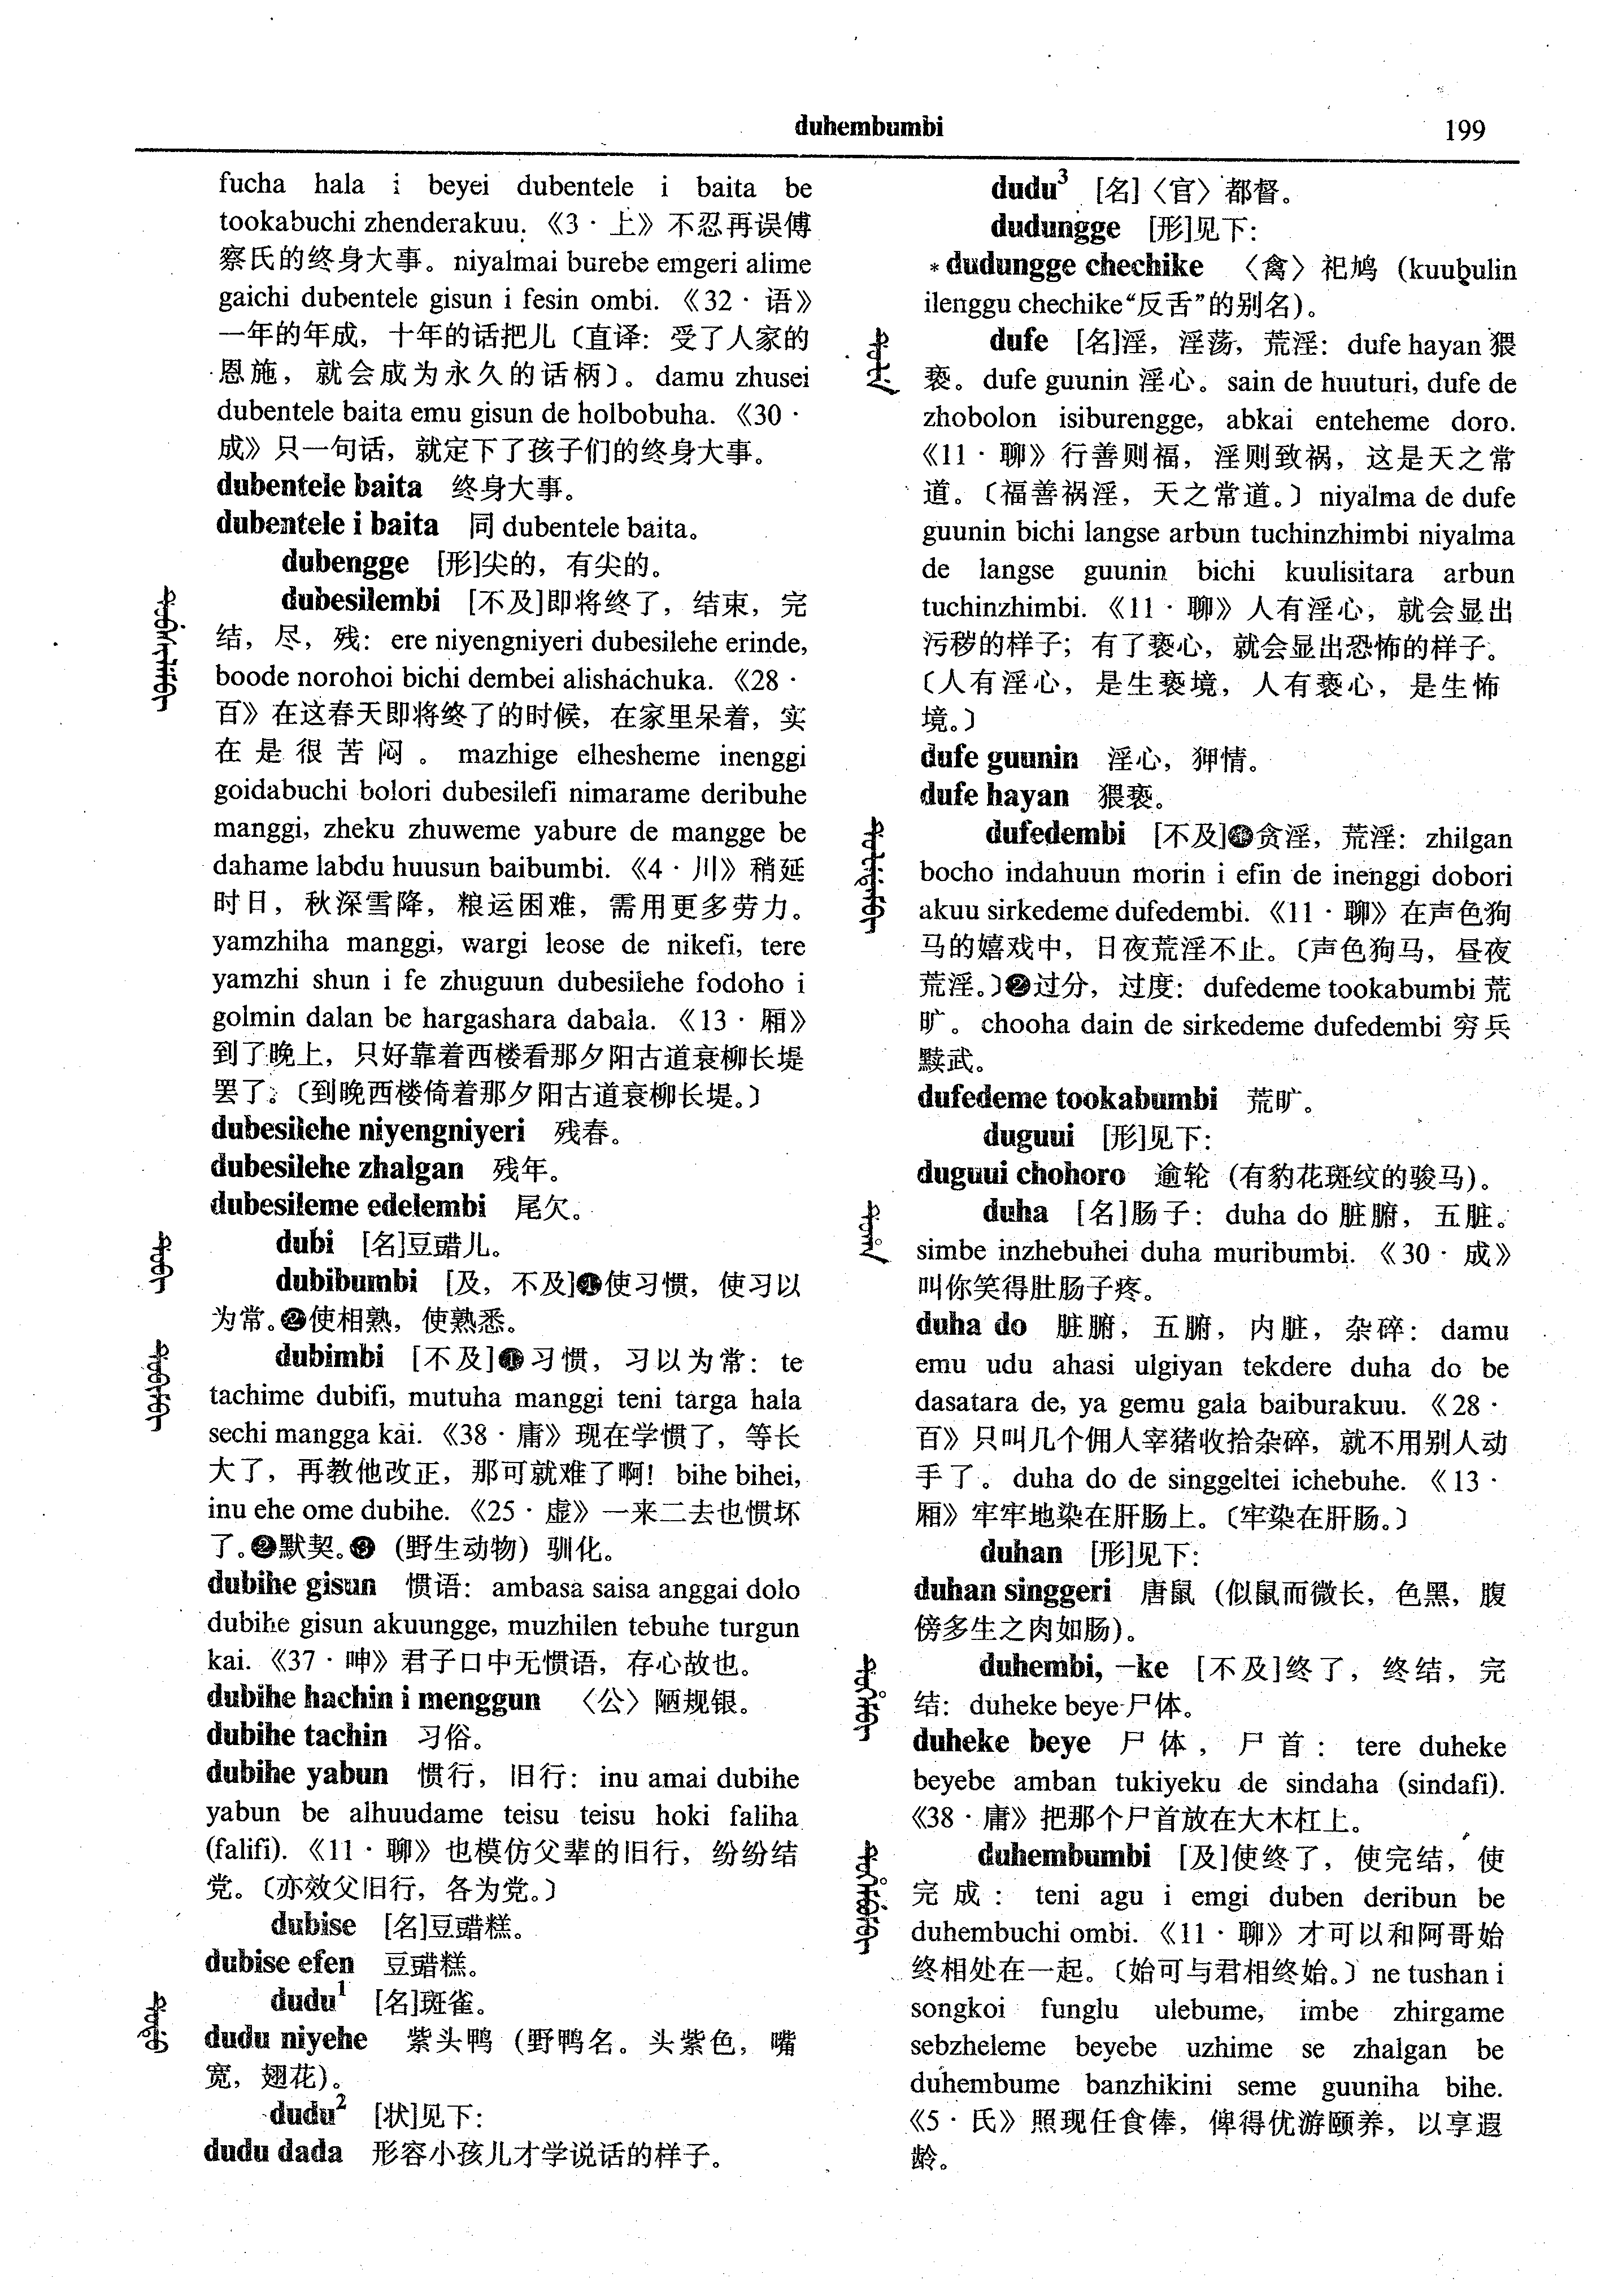 duhembumbi
199
fucha hala i beyei dubentele i baita be
tookabuchi zhenderakuu. 《3·上》不忍再误傅
察氏的终身大事。niyalmai burebe emgeri alime
gaichi dubentele gisun i fesin ombi. 《32·语》
一年的年成，十年的话把儿〔直译：受了人家的
恩施，就会成为永久的话柄〕。damu zhusei
dubentele baita emu gisun de holbobuha. 《30·
成》只一句话，就定下了孩子们的终身大事。
dubentele baita 终身大事。
dubentele i baita 同 dubentele baita。
dubengge [形]尖的，有尖的。
dubesilembi [不及]即将终了，结束，完
结，尽，残：ere niyengniyeri dubesilehe erinde,
boode norohoi bichi dembei alishachuka. 《28·
百》在这春天即将终了的时候，在家里呆着，实
在是很苦闷。mazhige elhesheme inenggi
goidabuchi bolori dubesilefi nimarame deribuhe
manggi, zheku zhuweme yabure de mangge be
dahame labdu huusun baibumbi. 《4·川》稍延
时日，秋深雪降，粮运困难，需用更多劳力。
yamzhiha manggi, wargi leose de nikefi, tere
yamzhi shun i fe zhuguun dubesilehe fodoho i
golmin dalan be hargashara dabala. 《13·厢》
到了晚上，只好靠着西楼看那夕阳古道衰柳长堤
罢了：〔到晚西楼倚着那夕阳古道衰柳长堤。〕
dubesilehe niyengniyeri 残春。
dubesilehe zhalgan 残年。
dubesileme edelembi 尾欠。
dubi [名]豆豉儿。
dubibumbi [及，不及]❶使习惯，使习以
为常。❷使相熟，使熟悉。
dubimbi [不及]❶习惯，习以为常：te
tachime dubifi, mutuha manggi teni targa hala
sechi mangga kai. 《38·庸》现在学惯了，等长
大了，再教他改正，那可就难了啊！bihe bihei,
inu ehe ome dubihe. 《25·虚》一来二去也惯坏
了。❷默契。❸（野生动物）驯化。
dubihe gisun 惯语：ambasa saisa anggai dolo
dubihe gisun akuungge, muzhilen tebuhe turgun
kai. 《37·呻》君子口中无惯语，存心故也。
dubihe hachin i menggun 〈公〉陋规银。
dubihe tachin 习俗。
dubihe yabun 惯行，旧行：inu amai dubihe
yabun be alhuudame teisu teisu hoki faliha
(falifi). 《11·聊》也模仿父辈的旧行，纷纷结
党。〔亦效父旧行，各为党。〕
dubise [名]豆豉糕。
dubise efen 豆豉糕。
dudu¹ [名]斑雀。
dudu niyehe 紫头鸭（野鸭名。头紫色，嘴
宽，翅花）。
dudu² [状]见下：
dudu dada 形容小孩儿才学说话的样子。
dudu³ [名]〈官〉都督。
dudungge [形]见下：
*dudungge chechike 〈禽〉祀鸠（kuubulin
ilenggu chechike“反舌”的别名）。
dufe [名]淫，淫荡，荒淫：dufe hayan 猥
亵。dufe guunin 淫心。sain de huuturi, dufe de
zhobolon isiburengge, abkai enteheme doro.
《11·聊》行善则福，淫则致祸，这是天之常
道。〔福善祸淫，天之常道。〕niyalma de dufe
guunin bichi langse arbun tuchinzhimbi niyalma
de langse guunin bichi kuulisitara arbun
tuchinzhimbi. 《11·聊》人有淫心，就会显出
污秽的样子；有了亵心，就会显出恐怖的样子。
〔人有淫心，是生亵境，人有亵心，是生怖
境。〕
dufe guunin 淫心，狎情。
dufe hayan 猥亵。
dufedembi [不及]❶贪淫，荒淫：zhilgan
bocho indahuun morin i efin de inenggi dobori
akuu sirkedeme dufedembi. 《11·聊》在声色狗
马的嬉戏中，日夜荒淫不止。〔声色狗马，昼夜
荒淫。〕❷过分，过度：dufedeme tookabumbi 荒
旷。chooha dain de sirkedeme dufedembi 穷兵
黩武。
dufedeme tookabumbi 荒旷。
duguui [形]见下：
duguui chohoro 逾轮（有豹花斑纹的骏马）。
duha [名]肠子：duha do 脏腑，五脏。
simbe inzhebuhei duha muribumbi. 《30·成》
叫你笑得肚肠子疼。
duha do 脏腑，五腑，内脏，杂碎：damu
emu udu ahasi ulgiyan tekdere duha do be
dasatara de, ya gemu gala baiburakuu. 《28·
百》只叫几个佣人宰猪收拾杂碎，就不用别人动
手了。duha do de singgeltei ichebuhe. 《13·
厢》牢牢地染在肝肠上。〔牢染在肝肠。〕
duhan [形]见下：
duhan singgeri 唐鼠（似鼠而微长，色黑，腹
傍多生之肉如肠）。
duhembi, -ke [不及]终了，终结，完
结：duheke beye 尸体。
duheke beye 尸体，尸首：tere duheke
beyebe amban tukiyeku de sindaha (sindafi).
《38·庸》把那个尸首放在大木杠上。
duhembumbi [及]使终了，使完结，使
完成：teni agu i emgi duben deribun be
duhembuchi ombi. 《11·聊》才可以和阿哥始
终相处在一起。〔始可与君相终始。〕ne tushan i
songkoi funglu ulebume, imbe zhirgame
sebzheleme beyebe uzhime se zhalgan be
duhembume banzhikini seme guuniha bihe.
《5·氏》照现任食俸，俾得优游颐养，以享遐
龄。